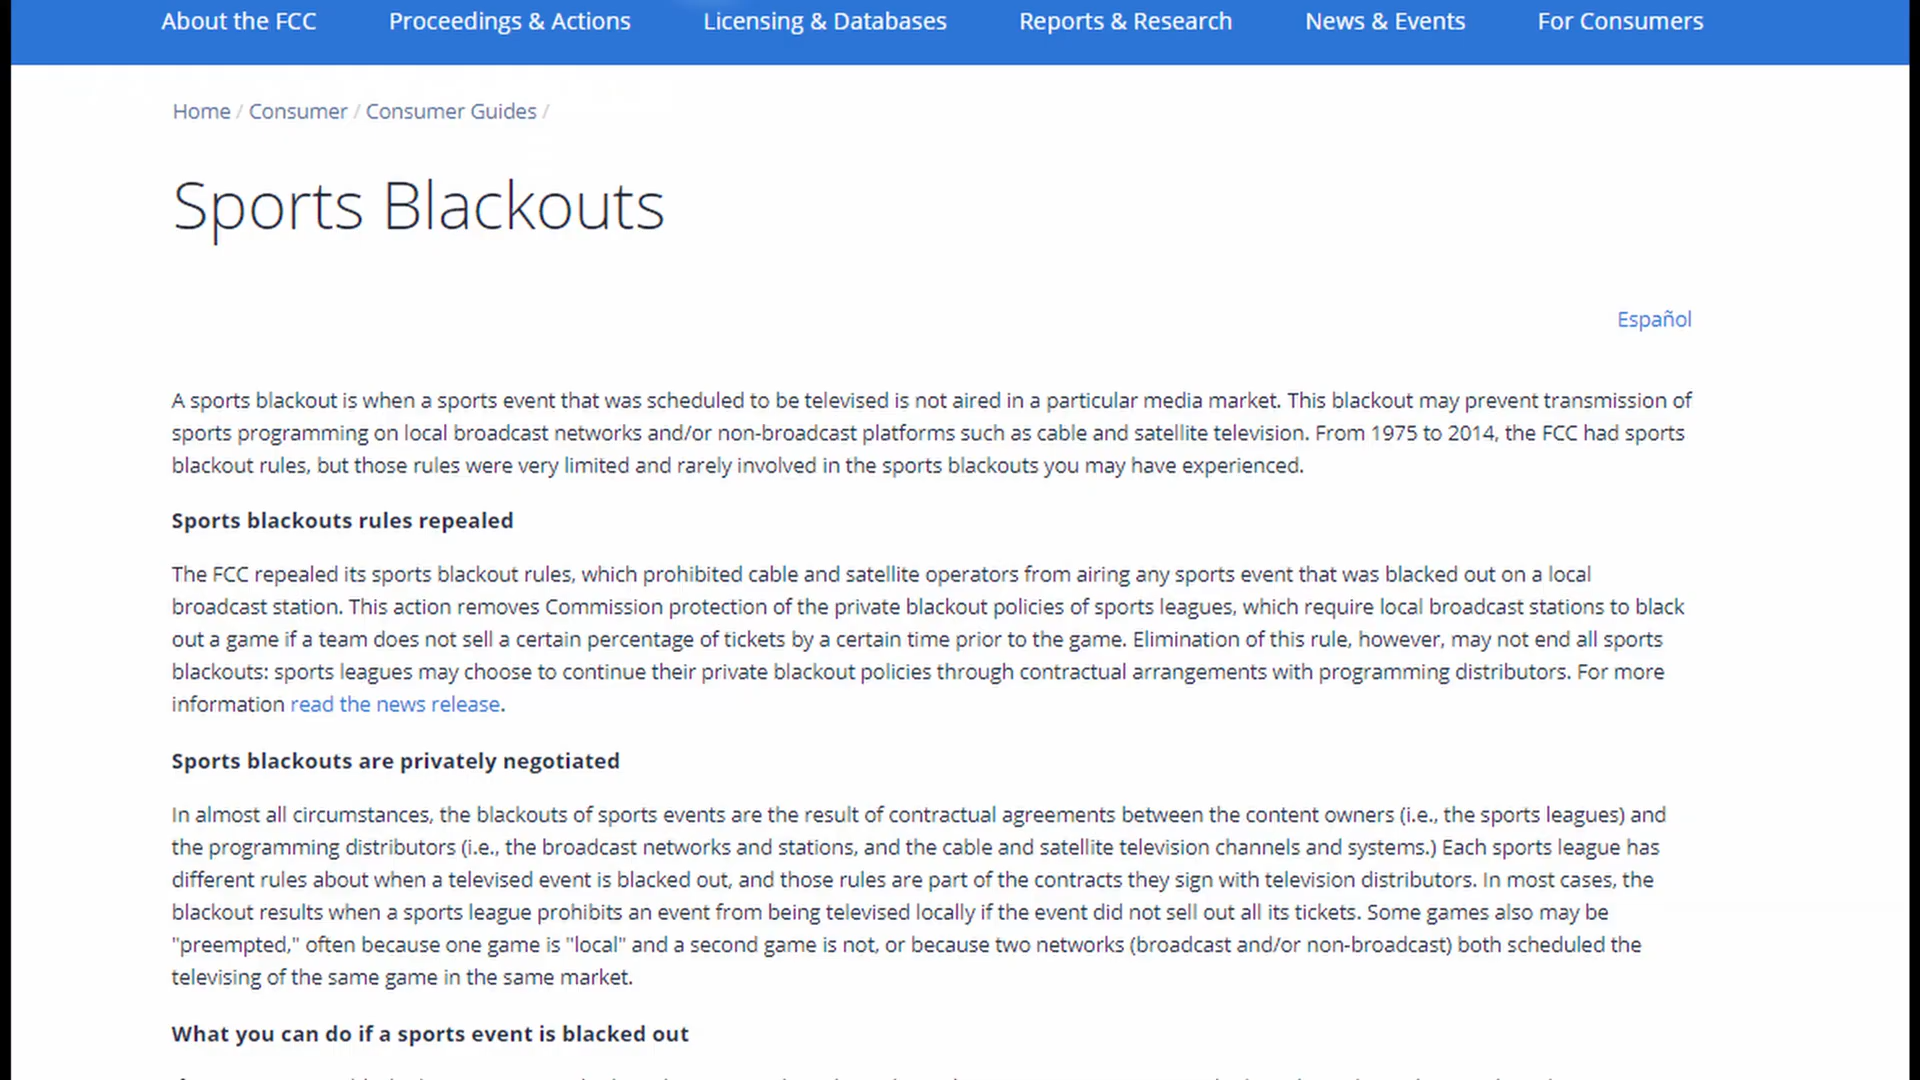 About the FCC Proceedings & Actions Licensing & Databases Reports & Research News & Events For Consumers
Home / Consumer / Consumer Guides /
Sports Blackouts
Español
A sports blackout is when a sports event that was scheduled to be televised is not aired in a particular media market. This blackout may prevent transmission of
sports programming on local broadcast networks and/or non-broadcast platforms such as cable and satellite television. From 1975 to 2014, the FCC had sports
blackout rules, but those rules were very limited and rarely involved in the sports blackouts you may have experienced.
Sports blackouts rules repealed
The FCC repealed its sports blackout rules, which prohibited cable and satellite operators from airing any sports event that was blacked out on a local
broadcast station. This action removes Commission protection of the private blackout policies of sports leagues, which require local broadcast stations to black
out a game if a team does not sell a certain percentage of tickets by a certain time prior to the game. Elimination of this rule, however, may not end all sports
blackouts: sports leagues may choose to continue their private blackout policies through contractual arrangements with programming distributors. For more
information read the news release.
Sports blackouts are privately negotiated
In almost all circumstances, the blackouts of sports events are the result of contractual agreements between the content owners (i.e., the sports leagues) and
the programming distributors (i.e., the broadcast networks and stations, and the cable and satellite television channels and systems.) Each sports league has
different rules about when a televised event is blacked out, and those rules are part of the contracts they sign with television distributors. In most cases, the
blackout results when a sports league prohibits an event from being televised locally if the event did not sell out all its tickets. Some games also may be
"preempted," often because one game is "local" and a second game is not, or because two networks (broadcast and/or non-broadcast) both scheduled the
televising of the same game in the same market.
What you can do if a sports event is blacked out